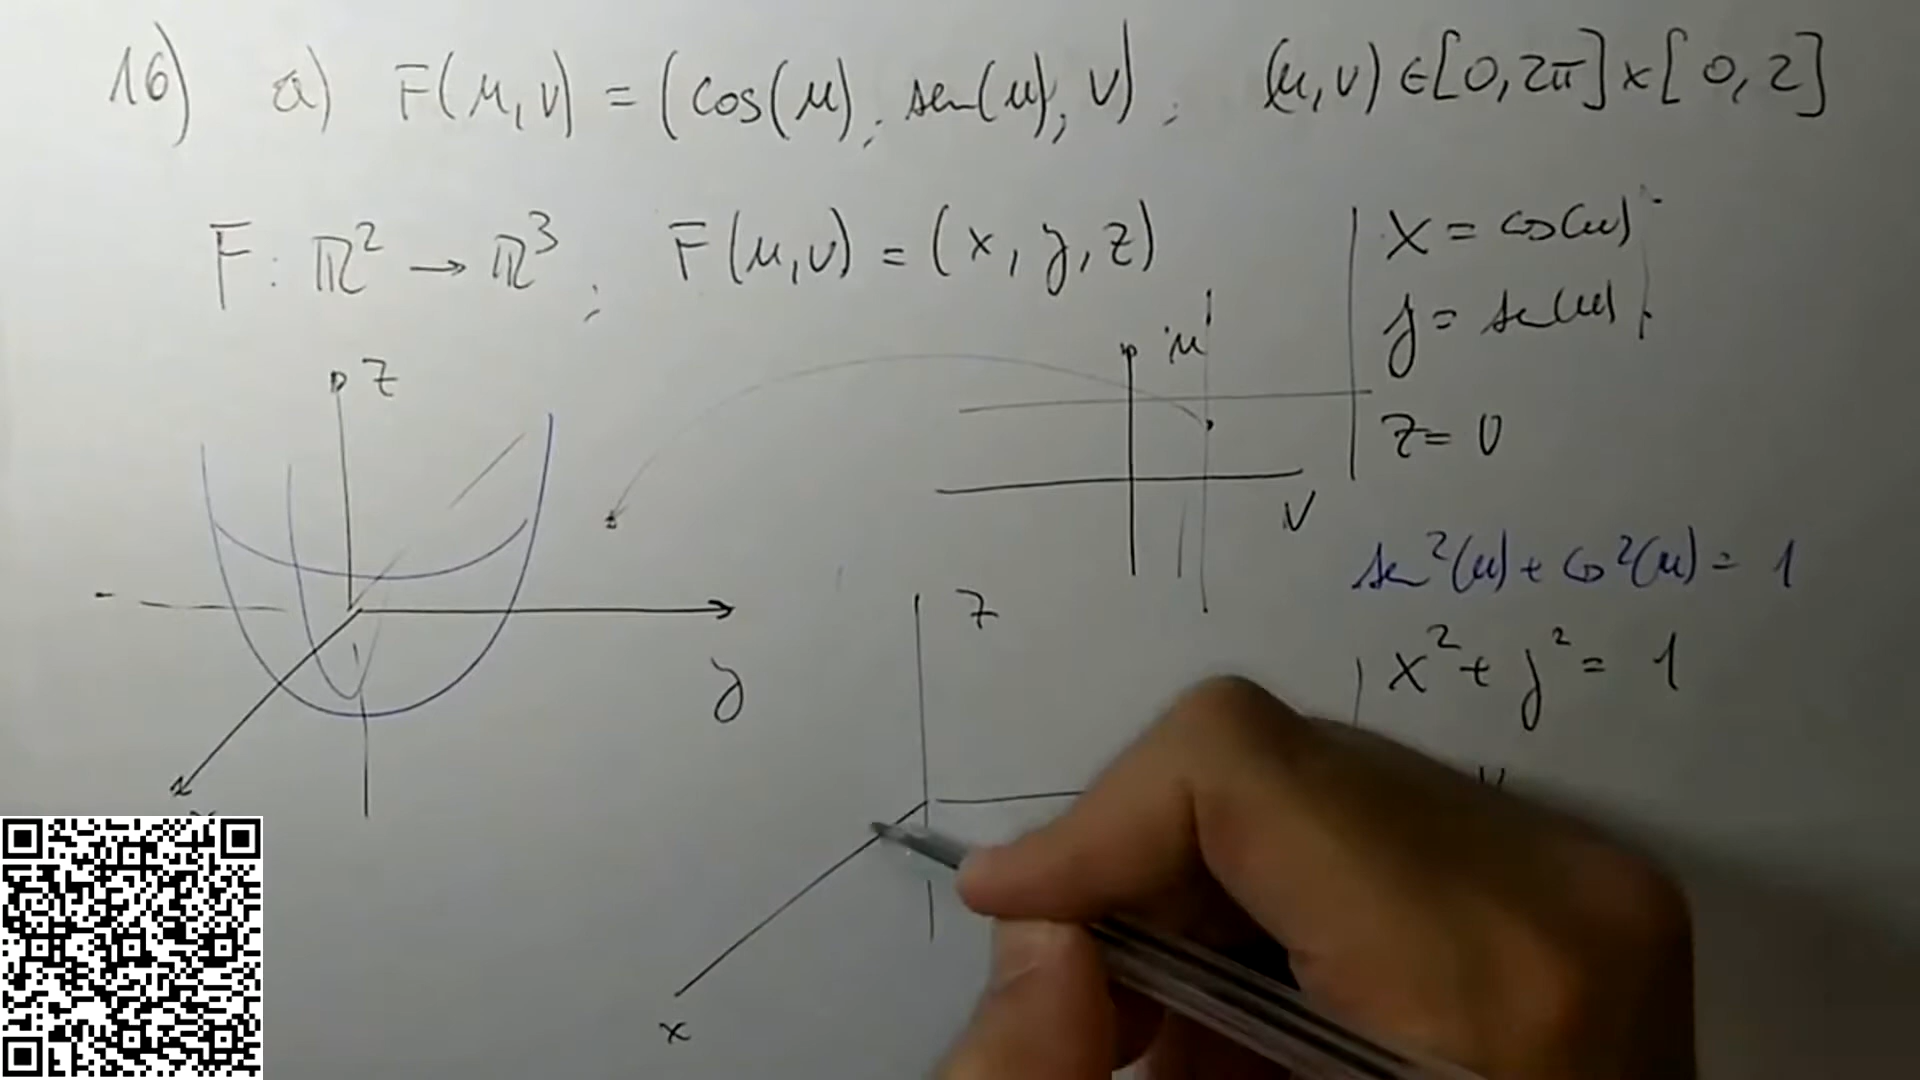 16) a) F(u,v) = (cos(u), sen(u), v), (u,v) ∈ [0,2π] x [0,2]
F: ℝ² → ℝ³; F(u,v) = (x, y, z)
x = cos(u)
y = sen(u)
z = v
z
u
v
y
sen²(u) + cos²(u) = 1
x² + y² = 1
z
x